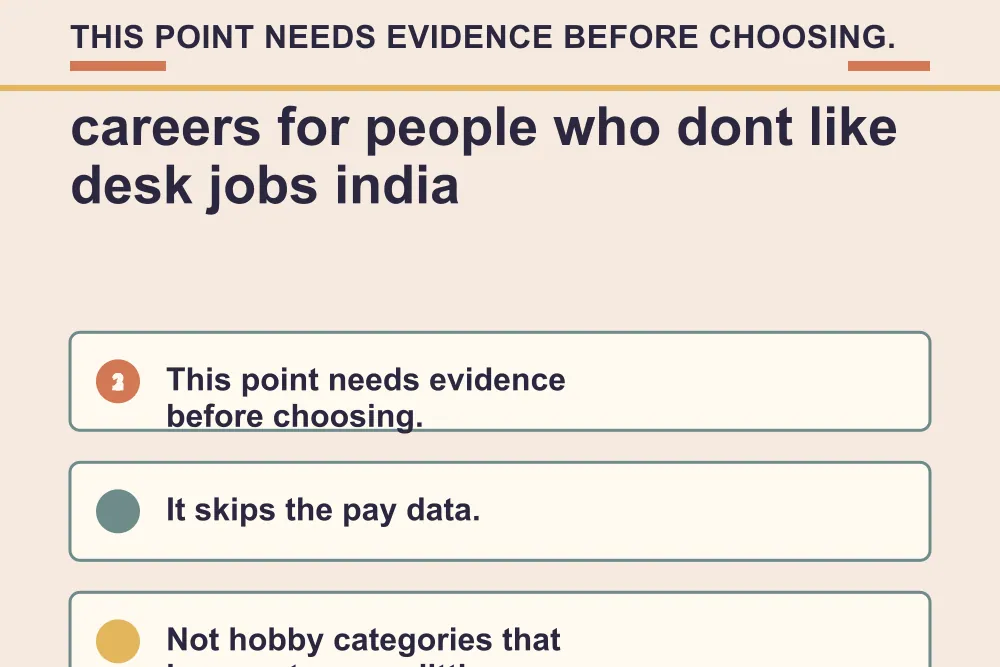 THIS POINT NEEDS EVIDENCE BEFORE CHOOSING.
careers for people who dont like
desk jobs india
This point needs evidence
before choosing.
It skips the pay data.
Not hobby categories that